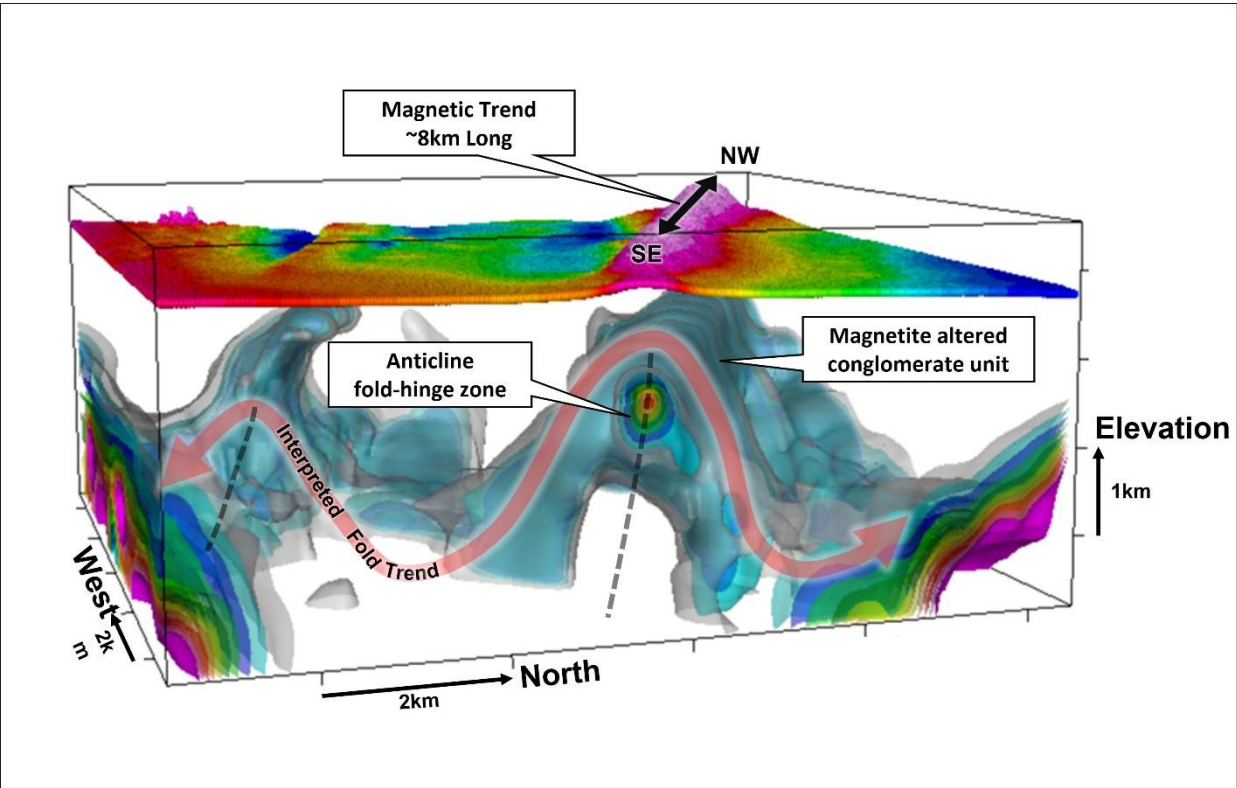 Magnetic Trend
~8km Long
NW
SE
Anticline
fold-hinge zone
Magnetite altered
conglomerate unit
Elevation
1km
Interpreted Fold Trend
West
2k
m
North
2km